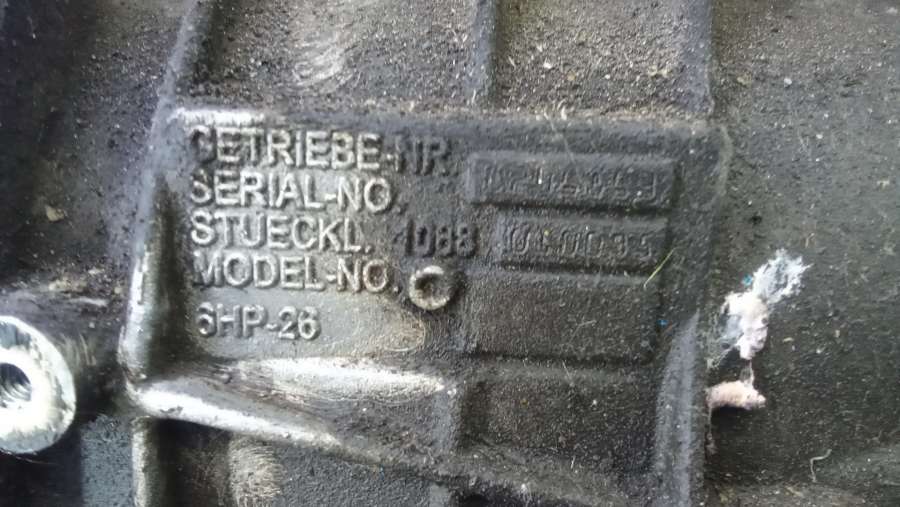 GETRIEBE-NR.
SERIAL-NO.
STUECKL. 1068
MODEL-NO.
6HP-26